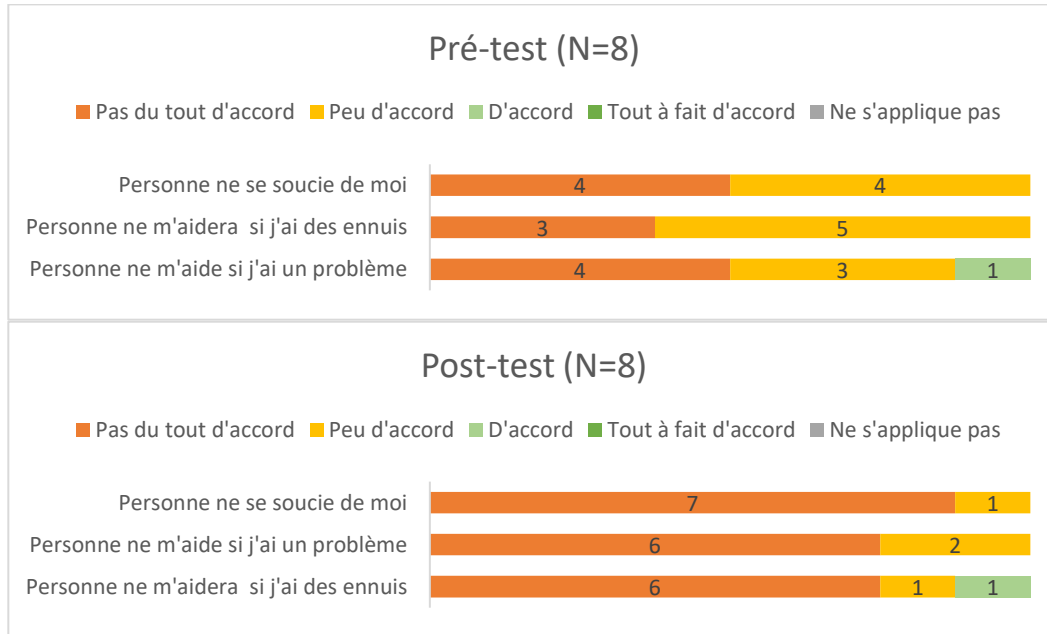 Pré-test (N=8)
Pas du tout d'accord Peu d'accord D'accord Tout à fait d'accord Ne s'applique pas
Personne ne se soucie de moi 4 4
Personne ne m'aidera  si j'ai des ennuis 3 5
Personne ne m'aide si j'ai un problème 4 3 1
Post-test (N=8)
Pas du tout d'accord Peu d'accord D'accord Tout à fait d'accord Ne s'applique pas
Personne ne se soucie de moi 7 1
Personne ne m'aide si j'ai un problème 6 2
Personne ne m'aidera  si j'ai des ennuis 6 1 1